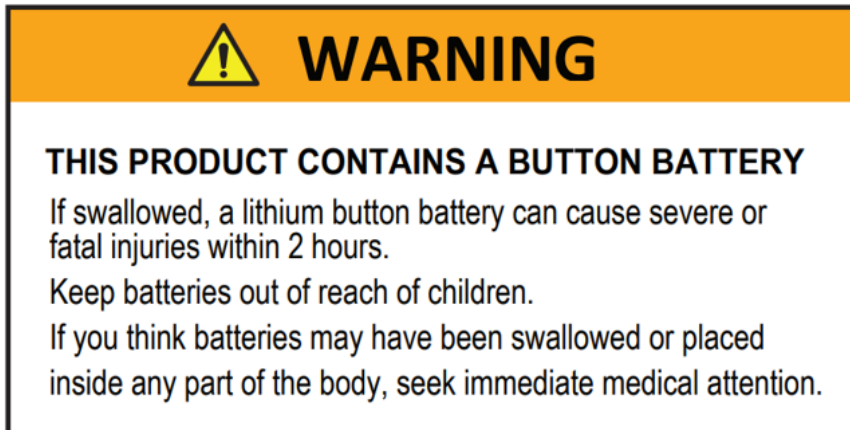 WARNING
THIS PRODUCT CONTAINS A BUTTON BATTERY
If swallowed, a lithium button battery can cause severe or
fatal injuries within 2 hours.
Keep batteries out of reach of children.
If you think batteries may have been swallowed or placed
inside any part of the body, seek immediate medical attention.